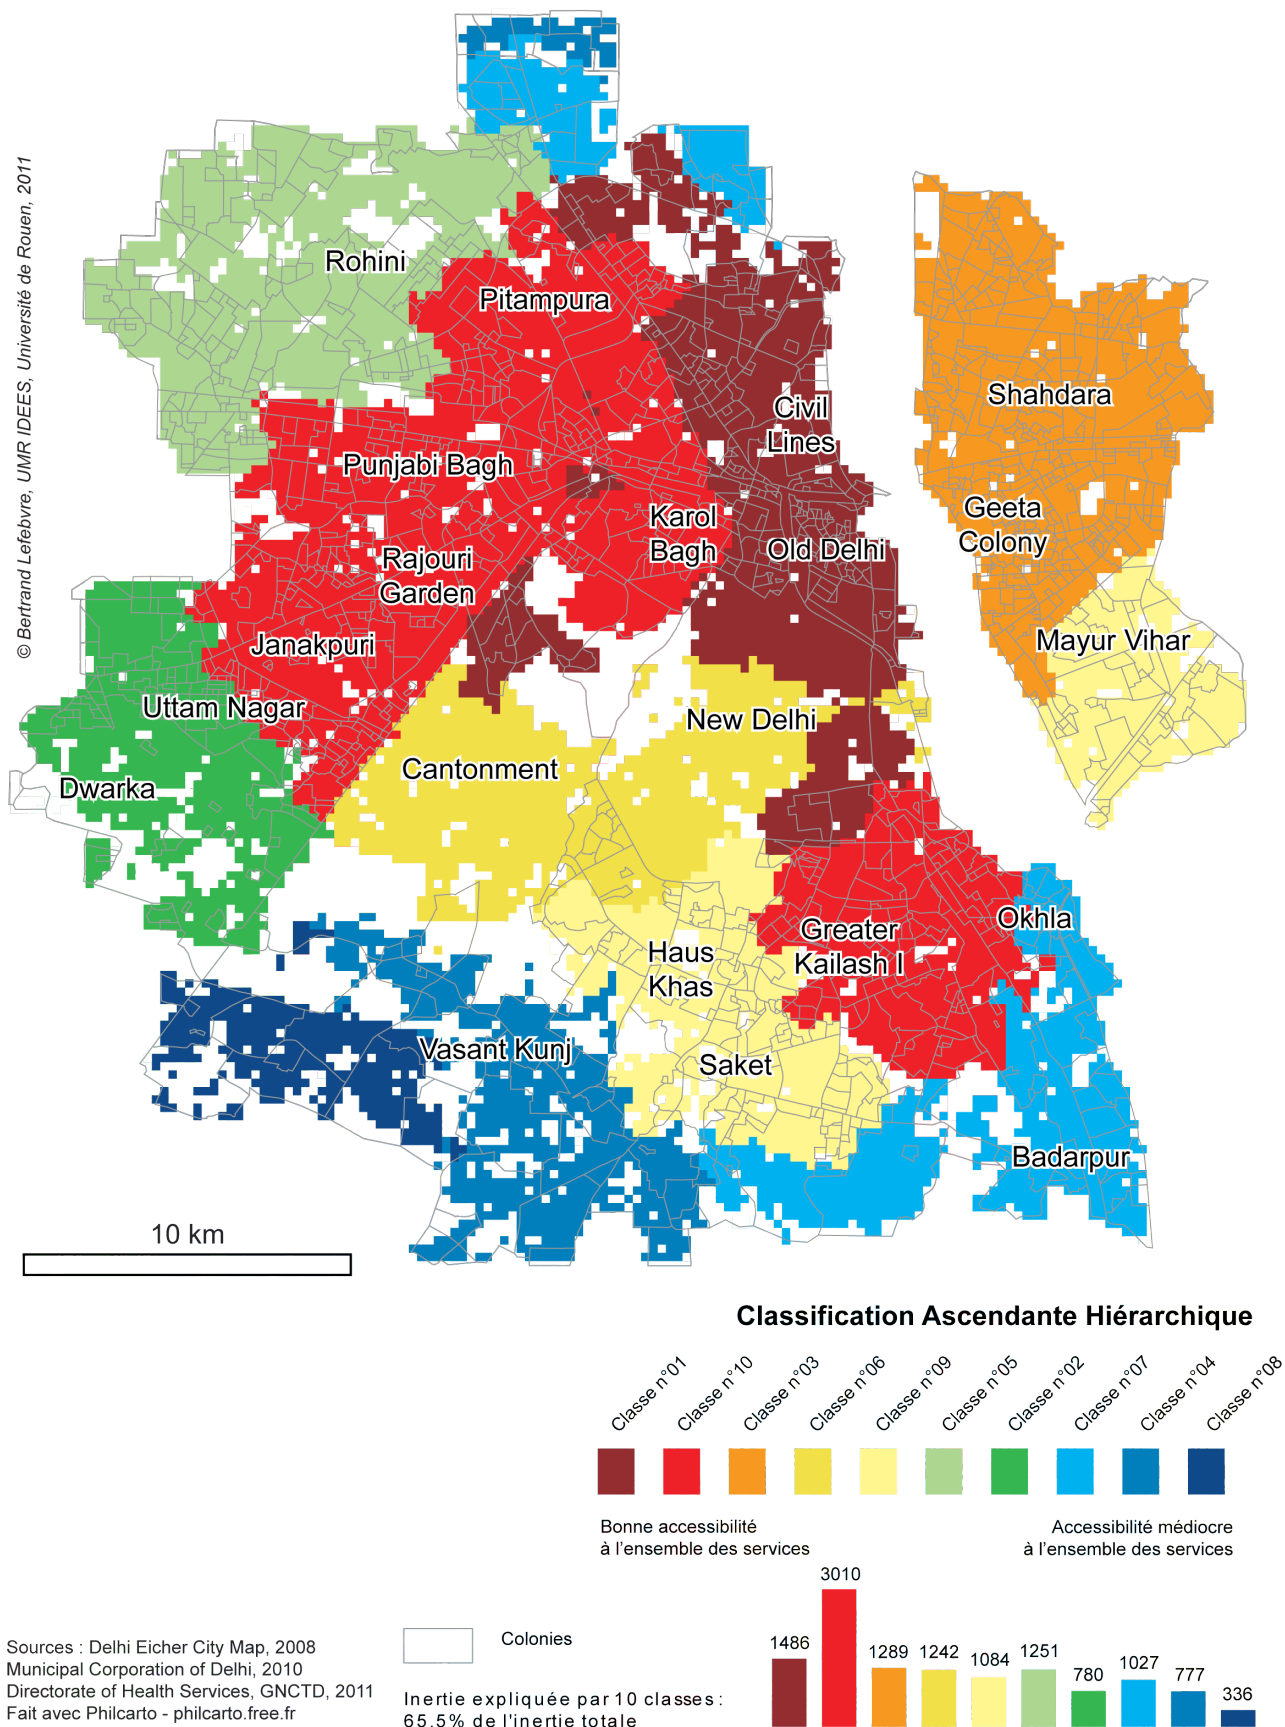 © Bertrand Lefebvre, UMR IDEES, Université de Rouen, 2011
Rohini
Pitampura
Civil
Lines
Shahdara
Punjabi Bagh
Karol
Bagh
Geeta
Colony
Old Delhi
Rajouri
Garden
Janakpuri
Mayur Vihar
Uttam Nagar
New Delhi
Cantonment
Dwarka
Okhla
Greater
Kailash I
Haus
Khas
Vasant Kunj
Saket
Badarpur
10 km
Classification Ascendante Hiérarchique
Classe n°01
Classe n°10
Classe n°03
Classe n°06
Classe n°09
Classe n°05
Classe n°02
Classe n°07
Classe n°04
Classe n°08
Bonne accessibilité
à l'ensemble des services
Accessibilité médiocre
à l'ensemble des services
3010
1486
1289
1242
1084
1251
780
1027
777
336
Colonies
Inertie expliquée par 10 classes :
65.5% de l'inertie totale
Sources : Delhi Eicher City Map, 2008
Municipal Corporation of Delhi, 2010
Directorate of Health Services, GNCTD, 2011
Fait avec Philcarto - philcarto.free.fr